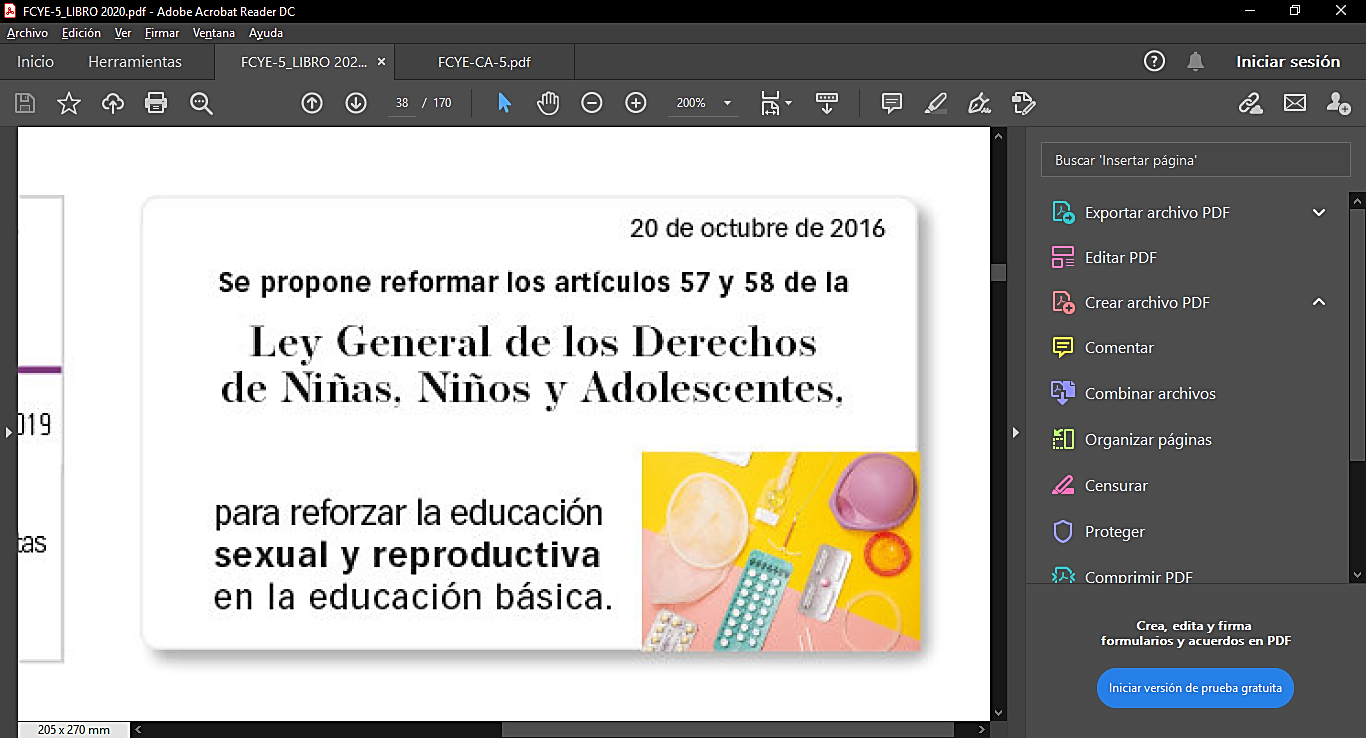 FCYE-5_LIBRO 2020.pdf - Adobe Acrobat Reader DC
Archivo Edición Ver Firmar Ventana Ayuda
Inicio Herramientas FCYE-5_LIBRO 202... × FCYE-CA-5.pdf Iniciar sesión
38 / 170 200%
Buscar 'Insertar página'
Exportar archivo PDF
Editar PDF
Crear archivo PDF
Comentar
Combinar archivos
Organizar páginas
Censurar
Proteger
Comprimir PDF
Crea, edita y firma
formularios y acuerdos en PDF
Iniciar versión de prueba gratuita
019
tas
20 de octubre de 2016
Se propone reformar los artículos 57 y 58 de la
Ley General de los Derechos
de Niñas, Niños y Adolescentes,
para reforzar la educación
sexual y reproductiva
en la educación básica.
205 x 270 mm